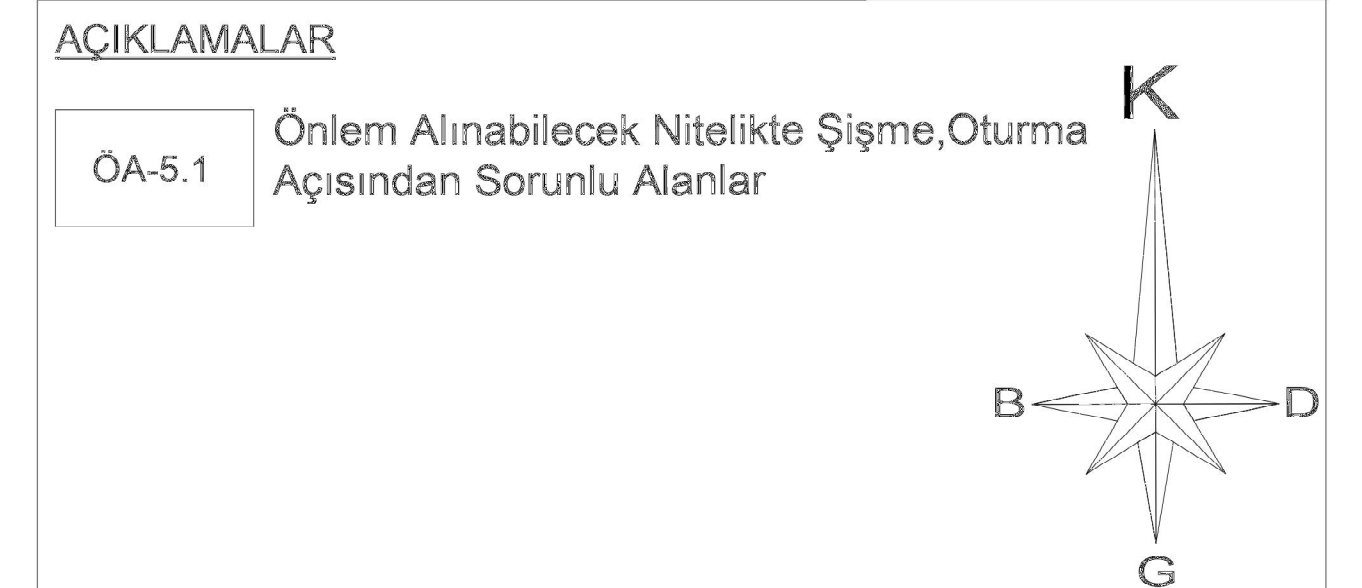 AÇIKLAMALAR
ÖA-5.1
Önlem Alınabilecek Nitelikte Şişme,Oturma
Açısından Sorunlu Alanlar
K
B
D
G